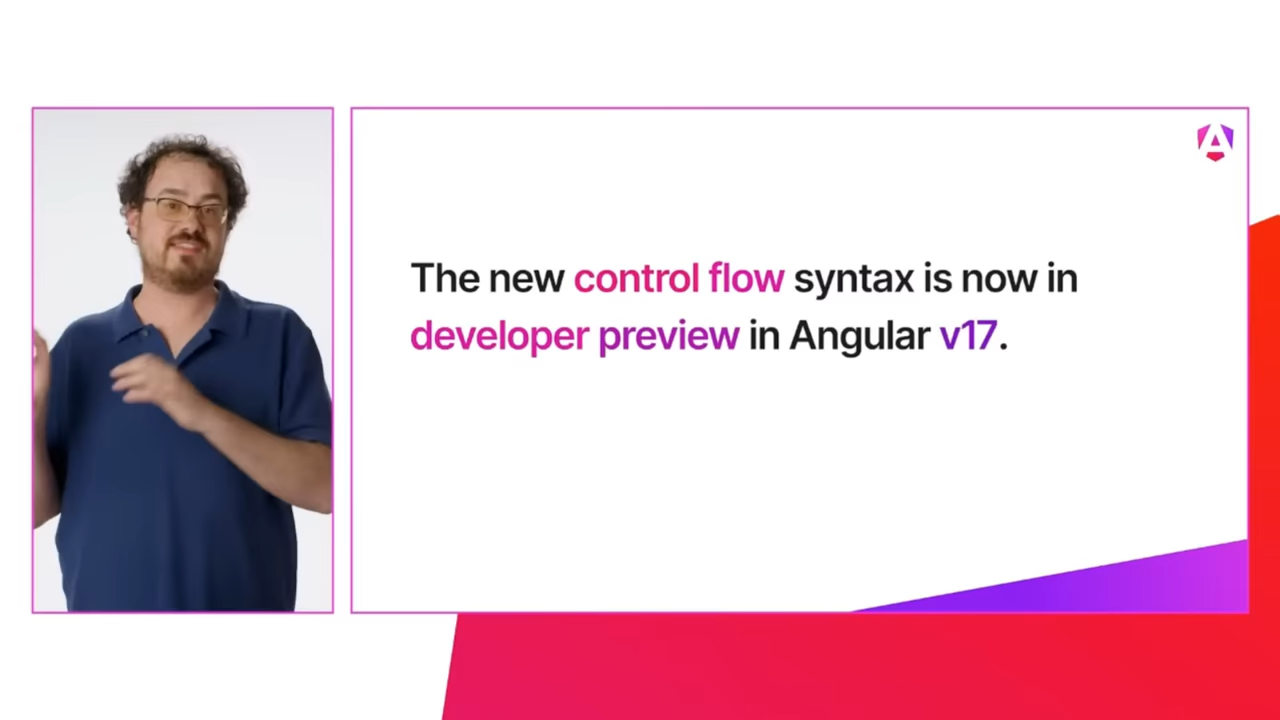 The new control flow syntax is now in
developer preview in Angular v17.